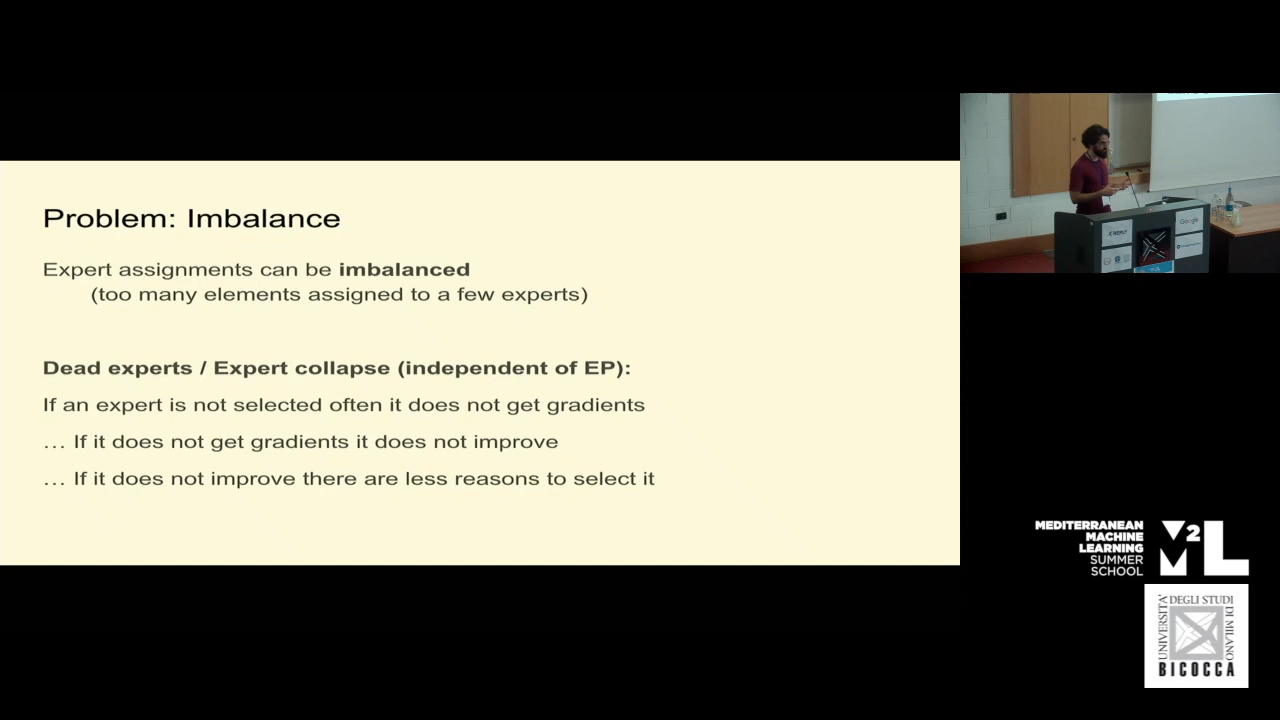 Problem: Imbalance
Expert assignments can be imbalanced
(too many elements assigned to a few experts)
Dead experts / Expert collapse (independent of EP):
If an expert is not selected often it does not get gradients
… If it does not get gradients it does not improve
… If it does not improve there are less reasons to select it
Google
MEDITERRANEAN
MACHINE
LEARNING
SUMMER
SCHOOL
M2L
UNIVERSITA'
DEGLI STUDI
DI MILANO
BICOCCA